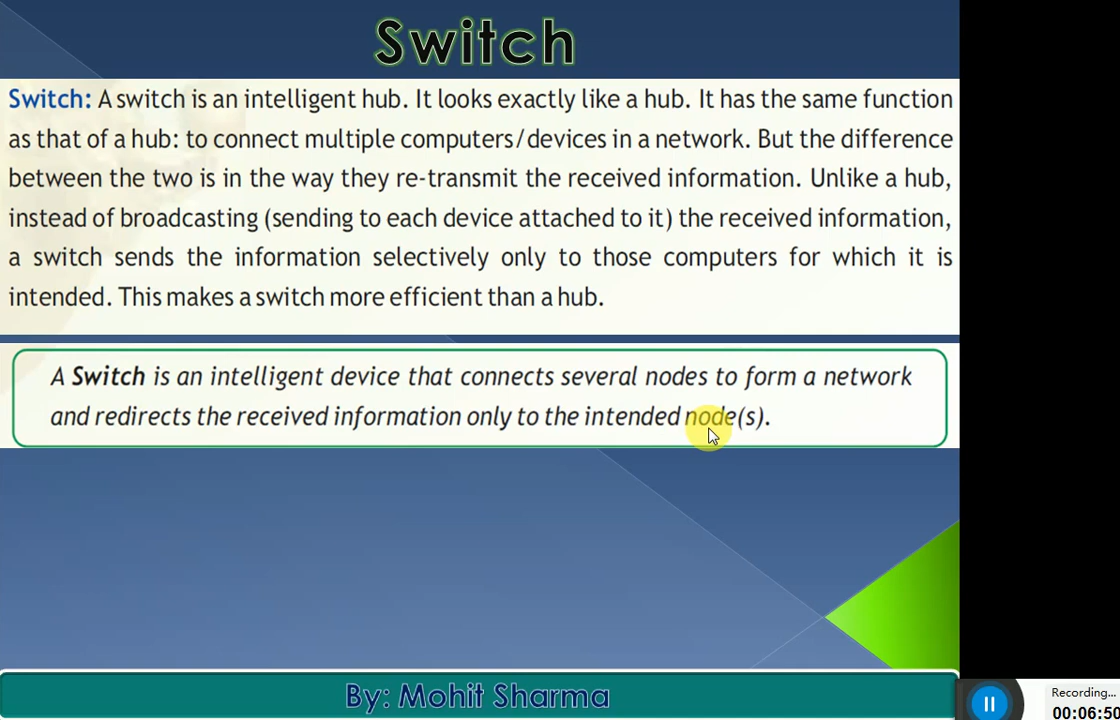 Switch
Switch: A switch is an intelligent hub. It looks exactly like a hub. It has the same function
as that of a hub: to connect multiple computers/devices in a network. But the difference
between the two is in the way they re-transmit the received information. Unlike a hub,
instead of broadcasting (sending to each device attached to it) the received information,
a switch sends the information selectively only to those computers for which it is
intended. This makes a switch more efficient than a hub.
A Switch is an intelligent device that connects several nodes to form a network
and redirects the received information only to the intended node(s).
By: Mohit Sharma
Recording...
00:06:50